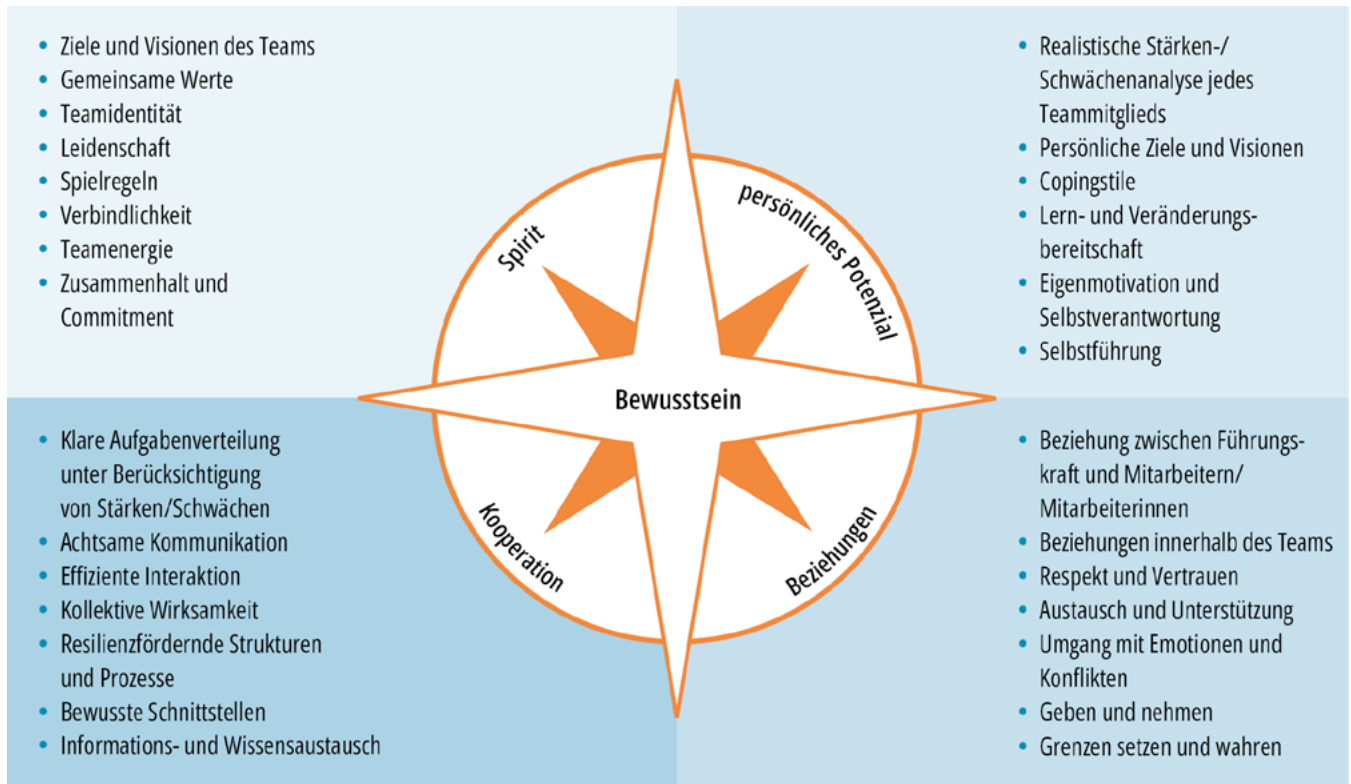 • Ziele und Visionen des Teams
• Gemeinsame Werte
• Teamidentität
• Leidenschaft
• Spielregeln
• Verbindlichkeit
• Teamenergie
• Zusammenhalt und
Commitment
• Realistische Stärken-/
Schwächenanalyse jedes
Teammitglieds
• Persönliche Ziele und Visionen
• Copingstile
• Lern- und Veränderungs-
bereitschaft
• Eigenmotivation und
Selbstverantwortung
• Selbstführung
Spirit
persönliches Potenzial
Bewusstsein
Kooperation
Beziehungen
• Klare Aufgabenverteilung
unter Berücksichtigung
von Stärken/Schwächen
• Achtsame Kommunikation
• Effiziente Interaktion
• Kollektive Wirksamkeit
• Resilienzfördernde Strukturen
und Prozesse
• Bewusste Schnittstellen
• Informations- und Wissensaustausch
• Beziehung zwischen Führungs-
kraft und Mitarbeitern/
Mitarbeiterinnen
• Beziehungen innerhalb des Teams
• Respekt und Vertrauen
• Austausch und Unterstützung
• Umgang mit Emotionen und
Konflikten
• Geben und nehmen
• Grenzen setzen und wahren